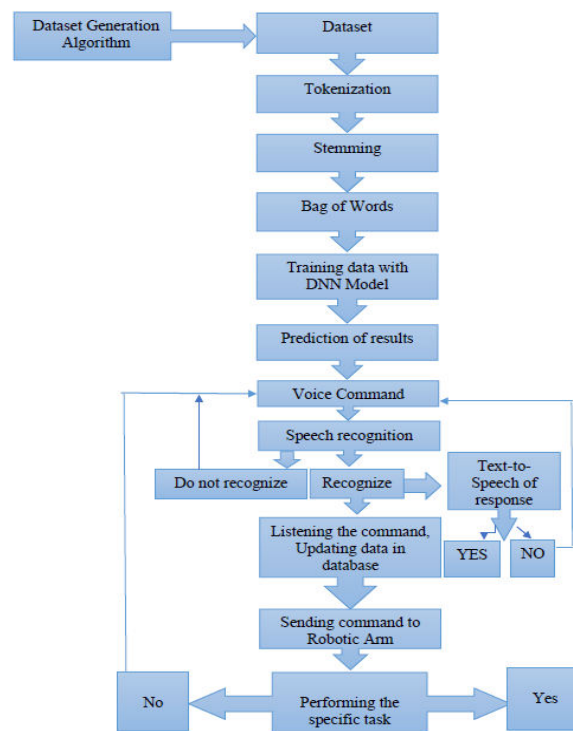 Dataset Generation
Algorithm
Dataset
Tokenization
Stemming
Bag of Words
Training data with
DNN Model
Prediction of results
Voice Command
Speech recognition
Do not recognize
Recognize
Text-to-
Speech of
response
Listening the command,
Updating data in
database
YES
NO
Sending command to
Robotic Arm
No
Performing the
specific task
Yes